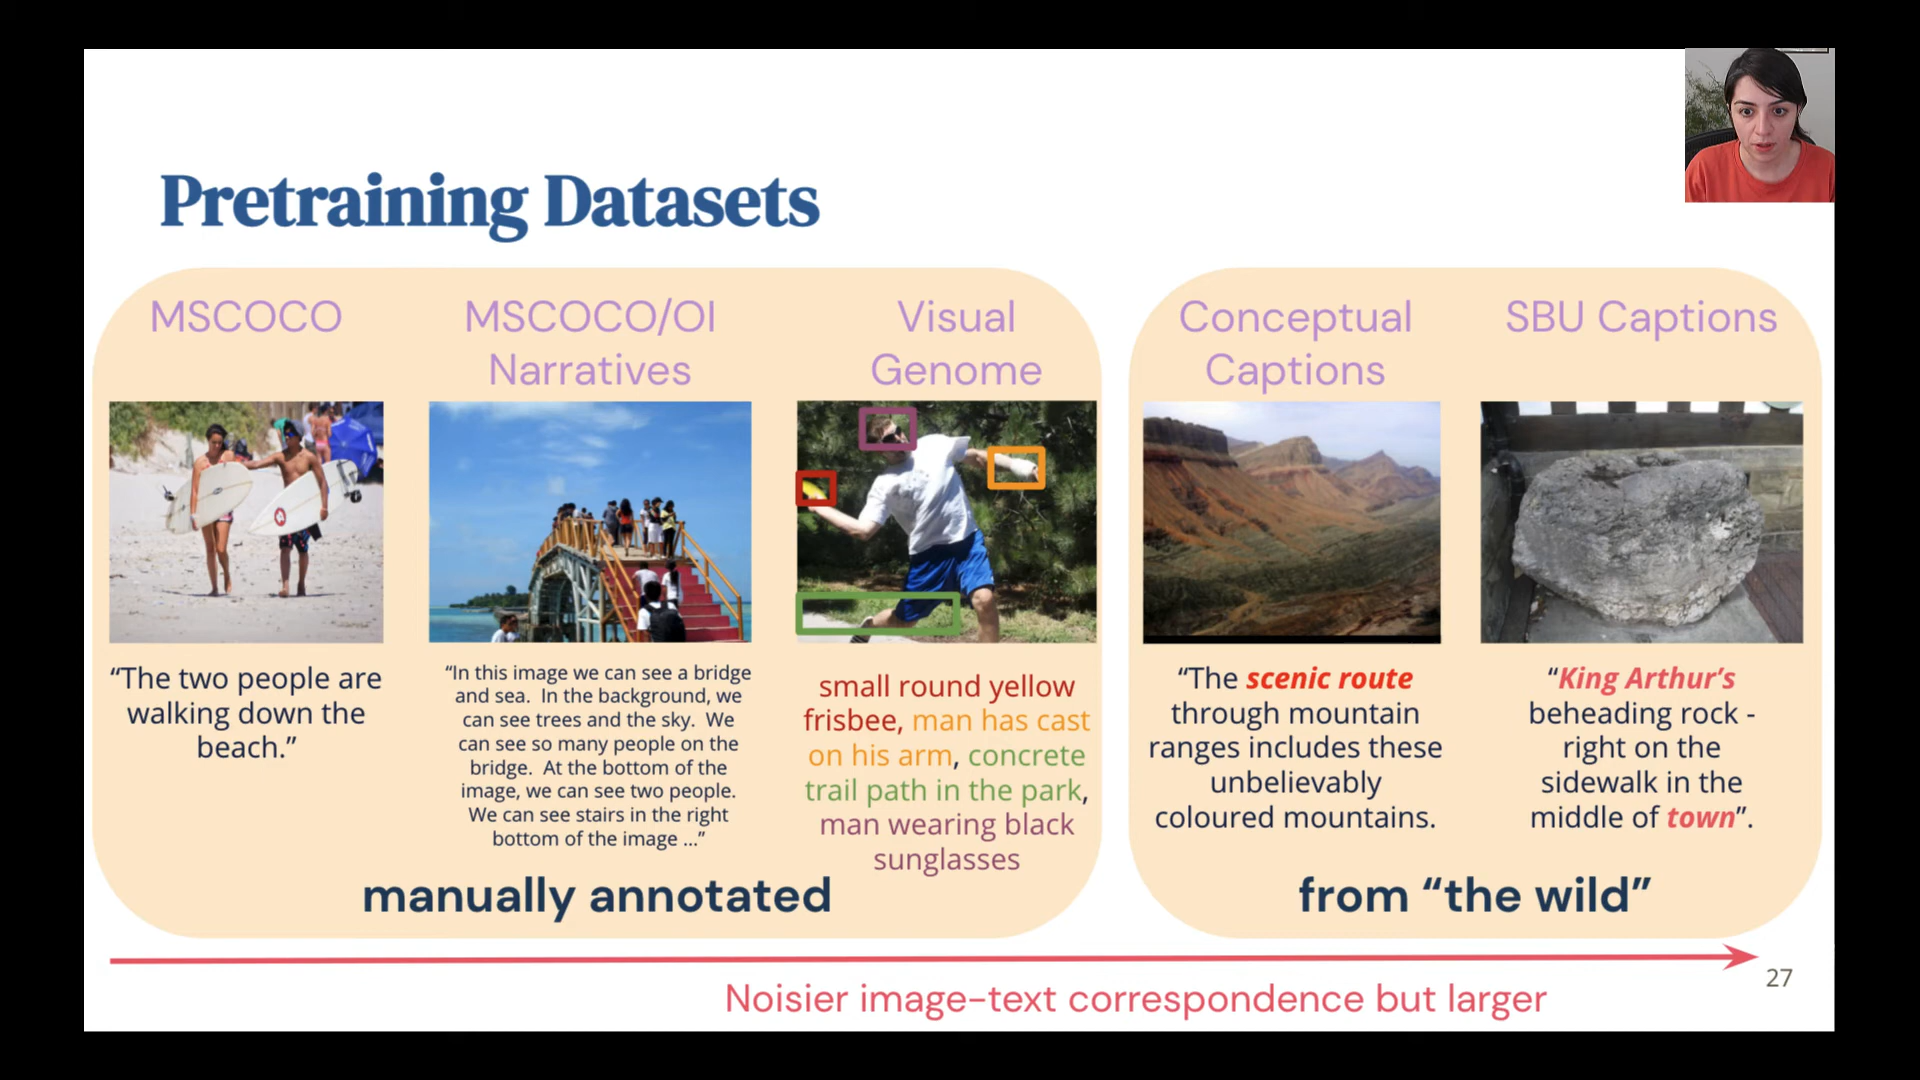 Pretraining Datasets
MSCOCO
“The two people are
walking down the
beach.”
MSCOCO/OI
Narratives
“In this image we can see a bridge
and sea. In the background, we
can see trees and the sky. We
can see so many people on the
bridge. At the bottom of the
image, we can see two people.
We can see stairs in the right
bottom of the image ...”
Visual
Genome
small round yellow
frisbee, man has cast
on his arm, concrete
trail path in the park,
man wearing black
sunglasses
manually annotated
Conceptual
Captions
“The scenic route
through mountain
ranges includes these
unbelievably
coloured mountains.
SBU Captions
“King Arthur’s
beheading rock -
right on the
sidewalk in the
middle of town”.
from “the wild”
Noisier image-text correspondence but larger
27